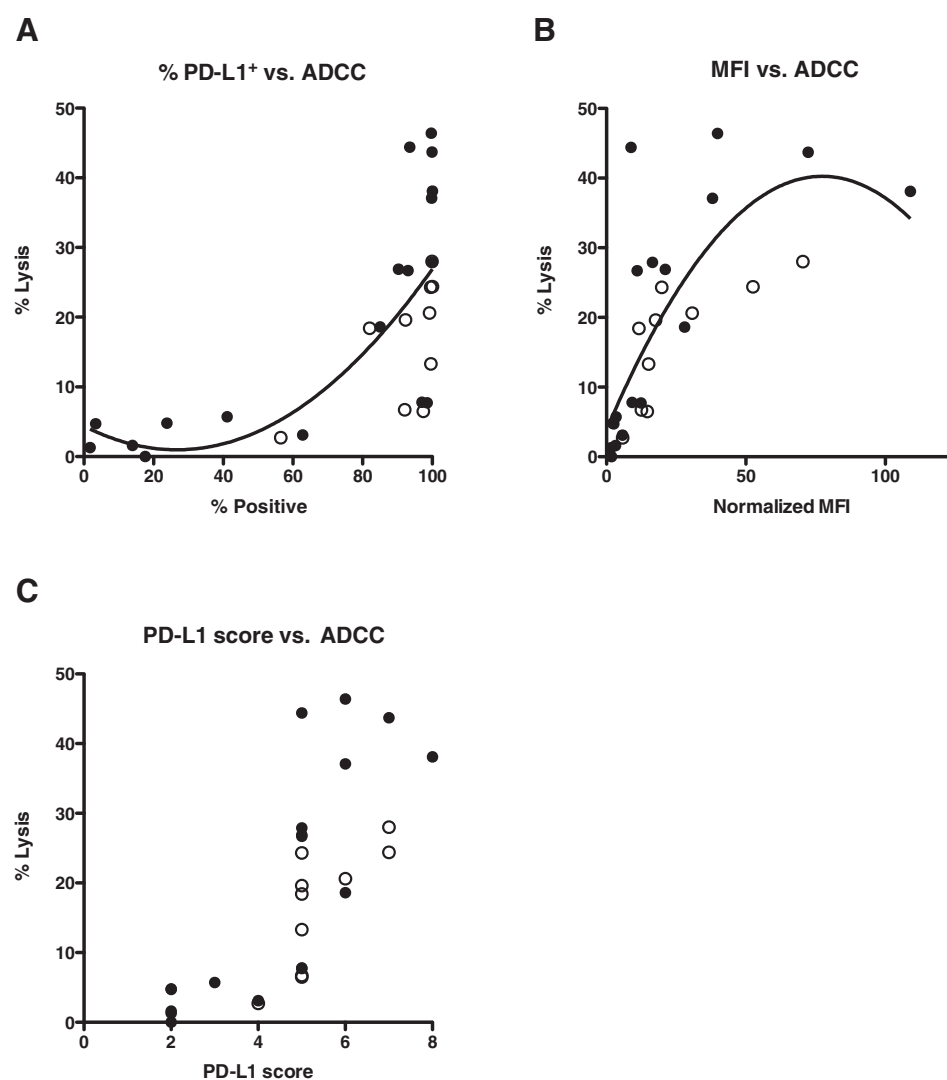 A
% PD-L1+ vs. ADCC
50
40
30
20
10
0
% Lysis
0 20 40 60 80 100
% Positive
B
MFI vs. ADCC
50
40
30
20
10
0
% Lysis
0 50 100
Normalized MFI
C
PD-L1 score vs. ADCC
50
40
30
20
10
0
% Lysis
0 2 4 6 8
PD-L1 score